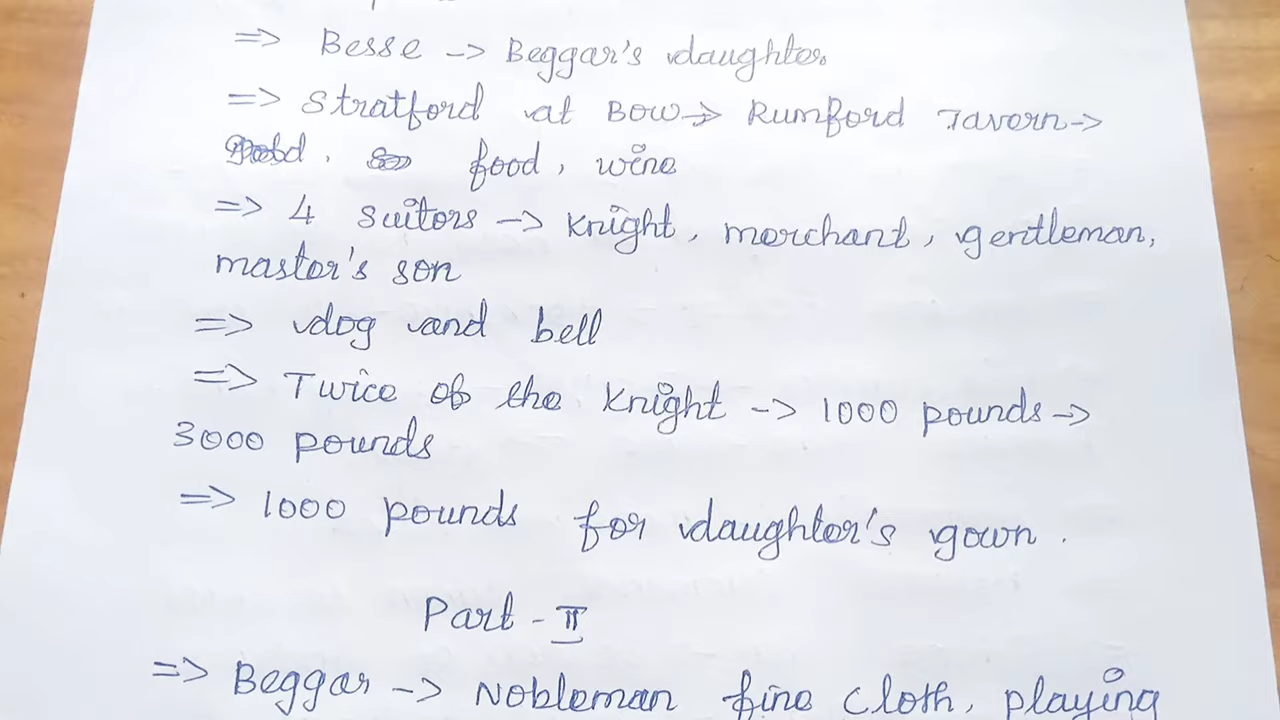 => Besse -> Beggar's daughter.
=> Stratford at Bow -> Rumford Tavern ->
food, wine
=> 4 suitors -> Knight, merchant, gentleman,
master's son
=> dog and bell
=> Twice of the Knight -> 1000 pounds ->
3000 pounds
=> 1000 pounds for daughter's gown.
Part - II
=> Beggar -> Nobleman fine cloth, playing